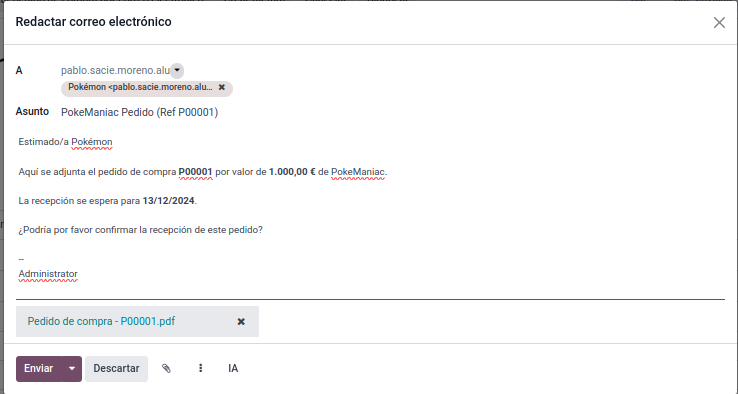 Redactar correo electrónico
A
pablo.sacie.moreno.alu
Pokémon <pablo.sacie.moreno.alu...
Asunto PokeManiac Pedido (Ref P00001)
Estimado/a Pokémon
Aquí se adjunta el pedido de compra P00001 por valor de 1.000,00 € de PokeManiac.
La recepción se espera para 13/12/2024.
¿Podría por favor confirmar la recepción de este pedido?
--
Administrator
Pedido de compra - P00001.pdf
Enviar Descartar IA